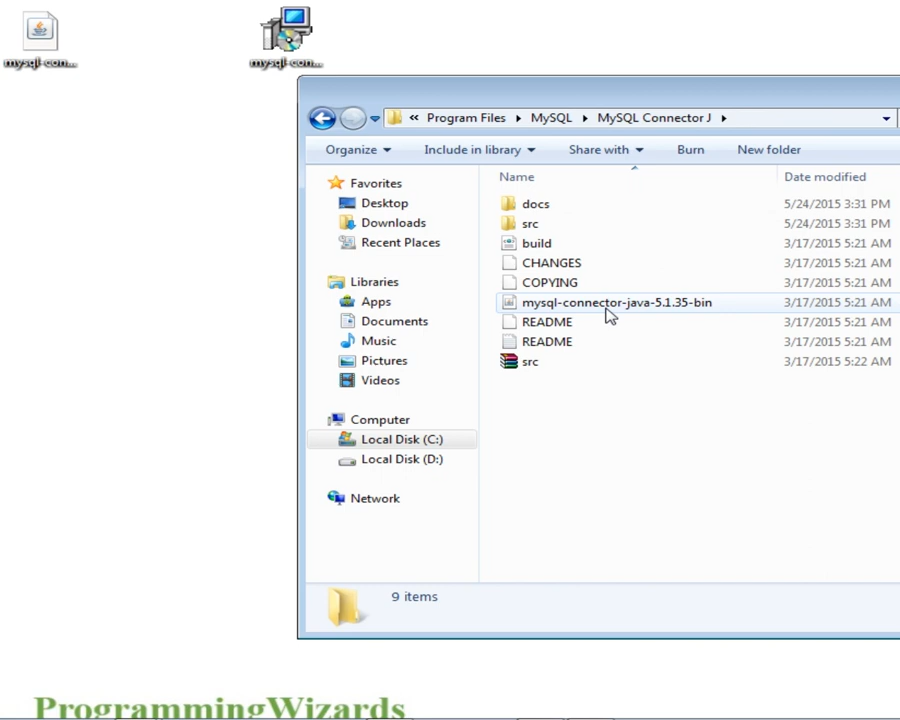 mysql-con...
mysql-con...
« Program Files MySQL MySQL Connector J
Organize Include in library Share with Burn New folder
Name Date modified
Favorites
Desktop
Downloads
Recent Places
Libraries
Apps
Documents
Music
Pictures
Videos
Computer
Local Disk (C:)
Local Disk (D:)
Network
docs 5/24/2015 3:31 PM
src 5/24/2015 3:31 PM
build 3/17/2015 5:21 AM
CHANGES 3/17/2015 5:21 AM
COPYING 3/17/2015 5:21 AM
mysql-connector-java-5.1.35-bin 3/17/2015 5:21 AM
README 3/17/2015 5:21 AM
README 3/17/2015 5:21 AM
src 3/17/2015 5:22 AM
9 items
ProgrammingWizards